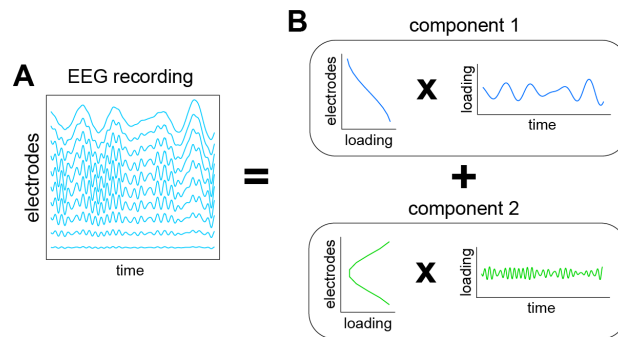 A
EEG recording
electrodes
time
=
B
component 1
electrodes
loading
x
loading
time
+
component 2
electrodes
loading
x
loading
time